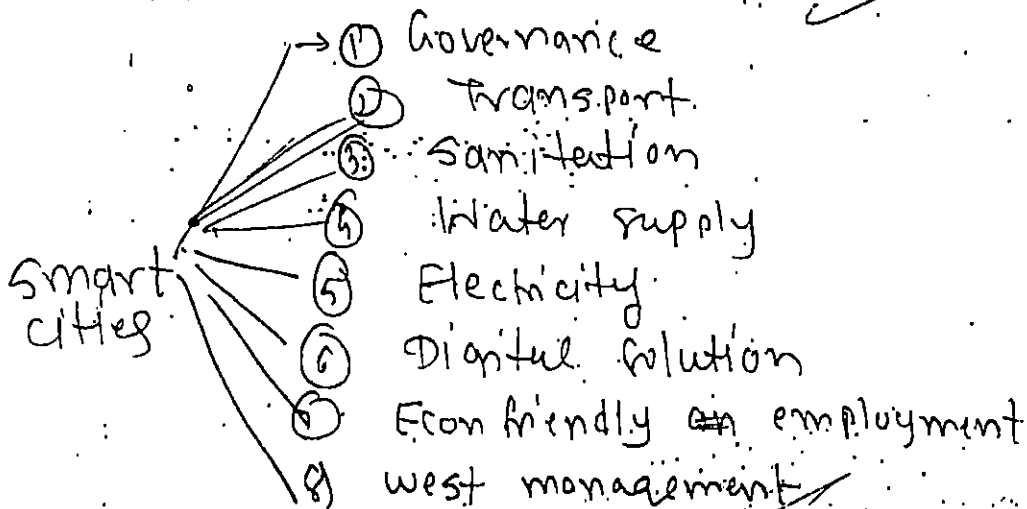 ① Governance
② Transport.
③ Sanitation
④ Water supply
Smart cities
⑤ Electricity
⑥ Digital solution
Econ friendly employment
8) west management